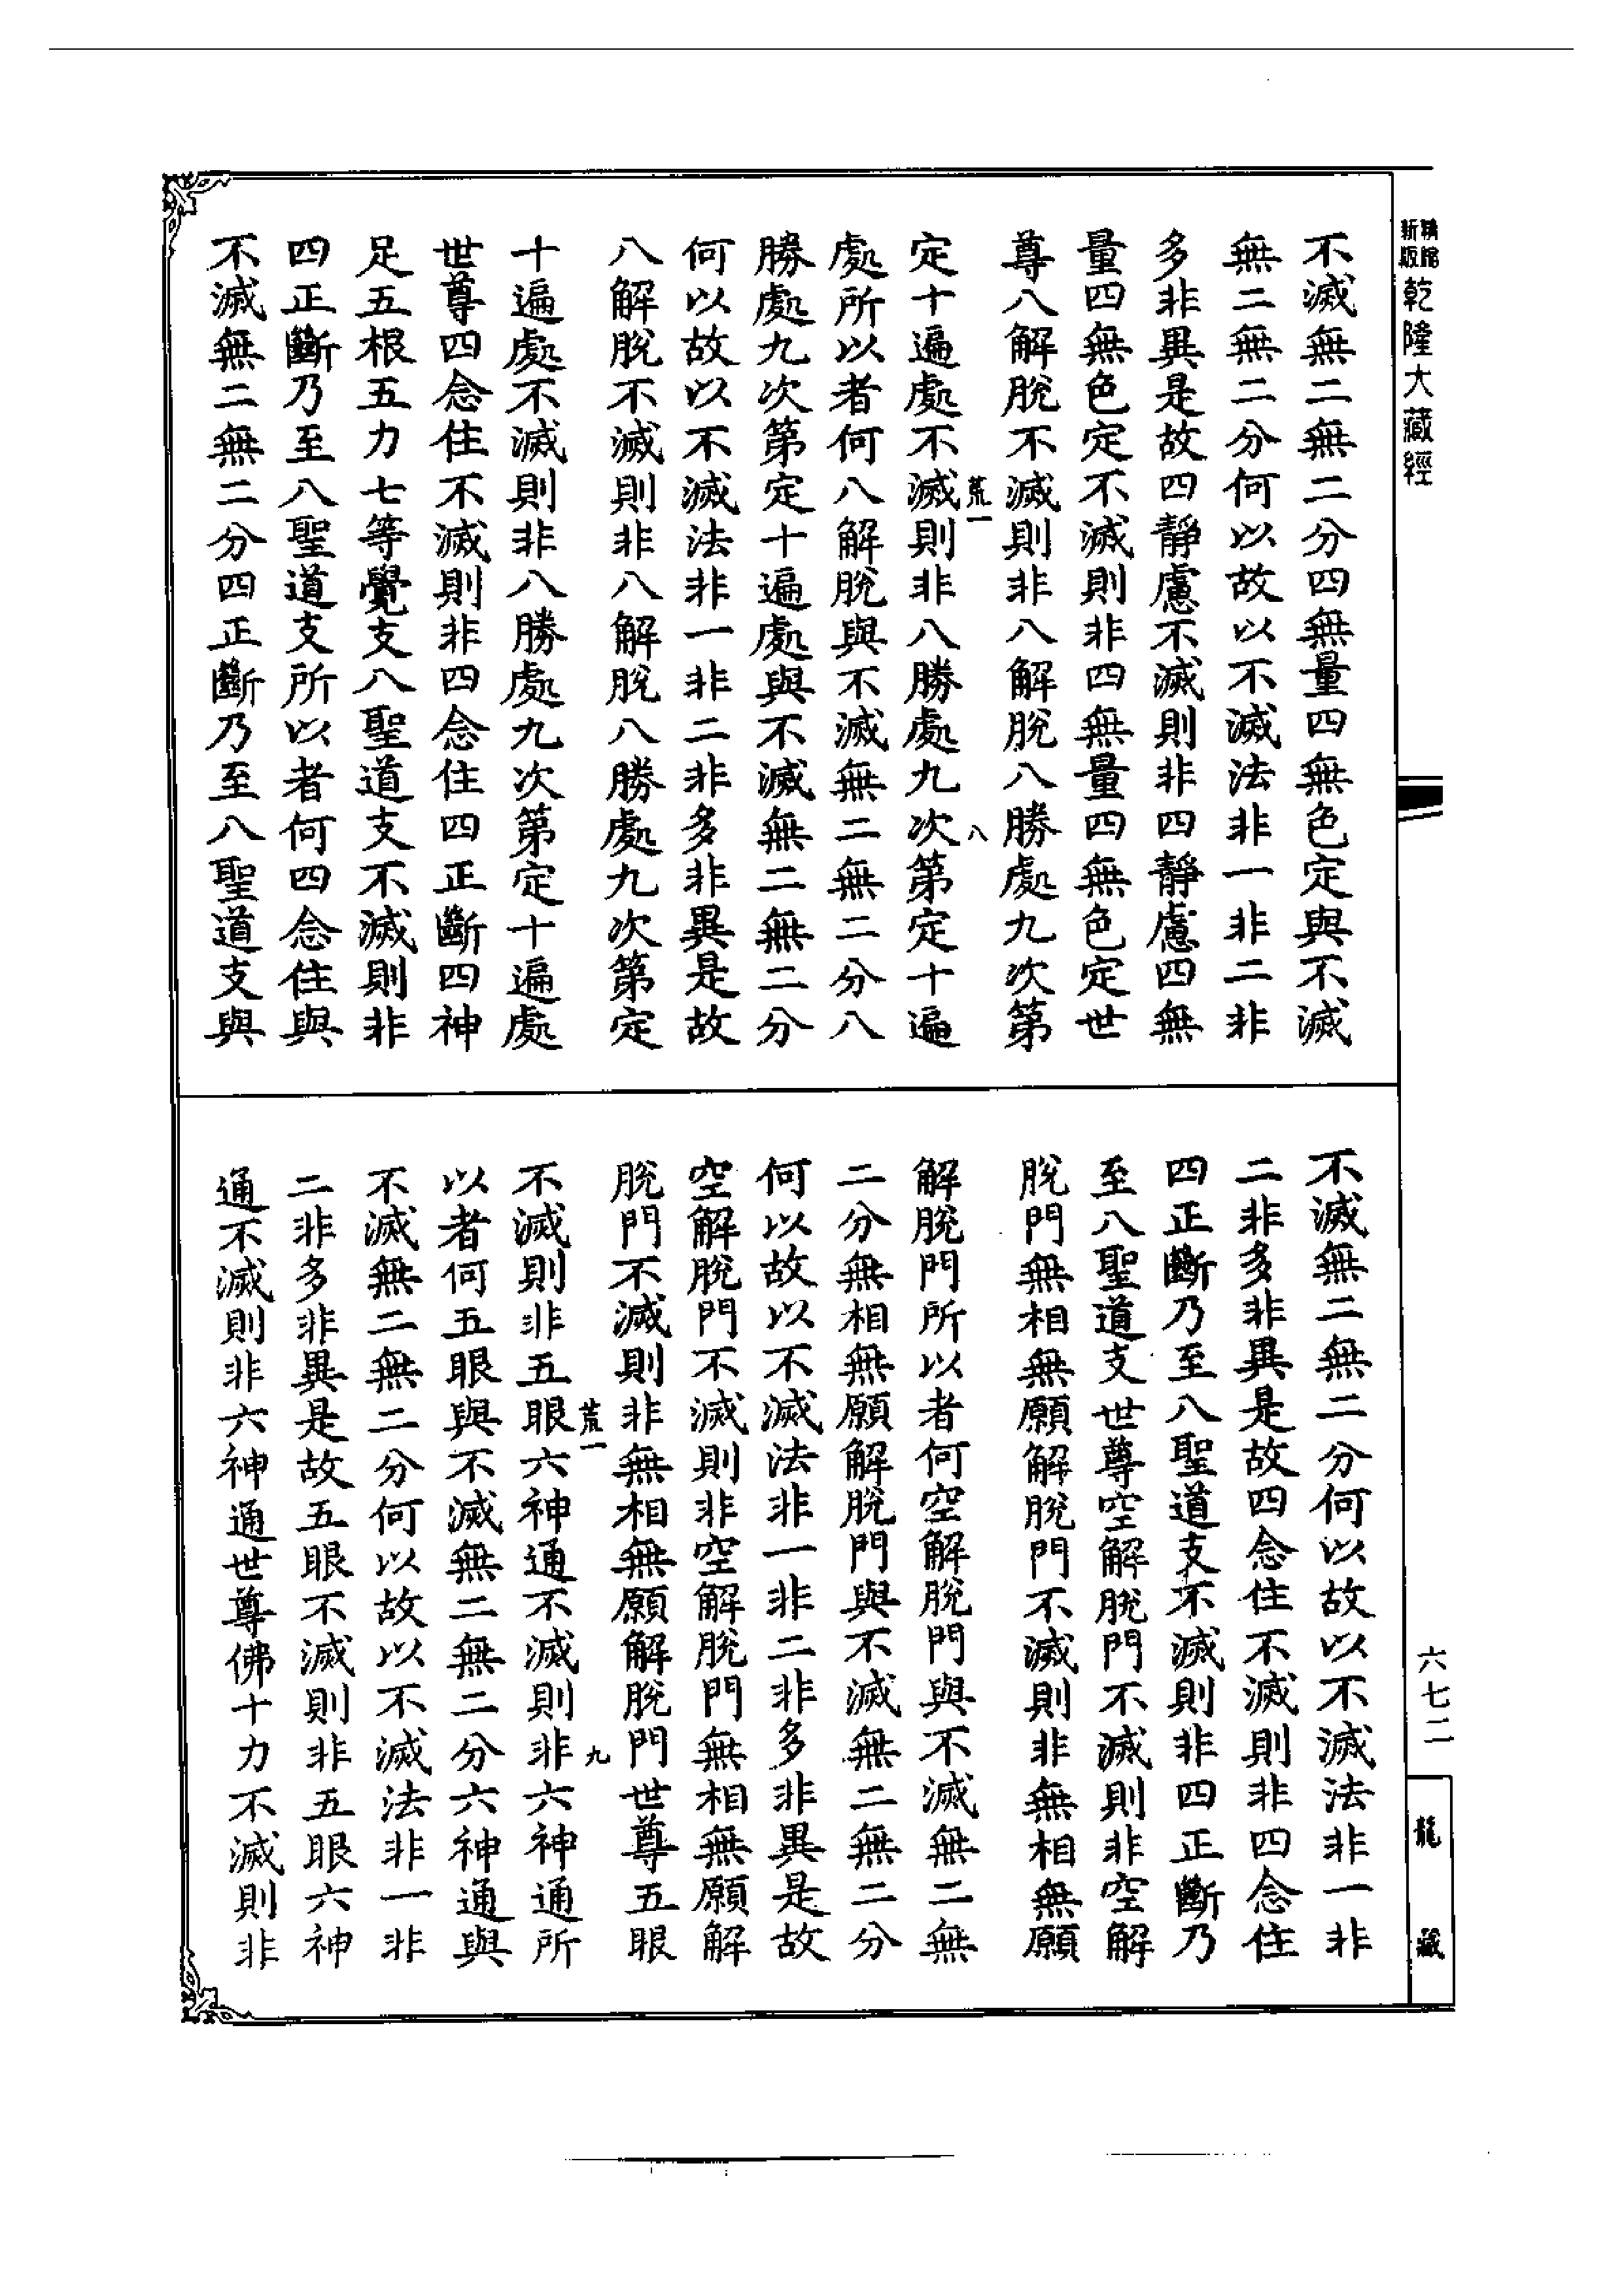 精縮新版乾隆大藏經
不滅無二無二分四無量四無色定與不滅
無二無二分何以故以不滅法非一非二非
多非異是故四靜慮不滅則非四靜慮四無
量四無色定不滅則非四無量四無色定世
尊八解脫不滅則非八解脫八勝處九次第
荒一 八
定十遍處不滅則非八勝處九次第定十遍
處所以者何八解脫與不滅無二無二分八
勝處九次第定十遍處與不滅無二無二分
何以故以不滅法非一非二非多非異是故
八解脫不滅則非八解脫八勝處九次第定
十遍處不滅則非八勝處九次第定十遍處
世尊四念住不滅則非四念住四正斷四神
足五根五力七等覺支八聖道支不滅則非
四正斷乃至八聖道支所以者何四念住與
不滅無二無二分四正斷乃至八聖道支與
不滅無二無二分何以故以不滅法非一非
二非多非異是故四念住不滅則非四念住
四正斷乃至八聖道支不滅則非四正斷乃
至八聖道支世尊空解脫門不滅則非空解
脫門無相無願解脫門不滅則非無相無願
解脫門所以者何空解脫門與不滅無二無
二分無相無願解脫門與不滅無二無二分
何以故以不滅法非一非二非多非異是故
空解脫門不滅則非空解脫門無相無願解
脫門不滅則非無相無願解脫門世尊五眼
荒一 九
不滅則非五眼六神通不滅則非六神通所
以者何五眼與不滅無二無二分六神通與
不滅無二無二分何以故以不滅法非一非
二非多非異是故五眼不滅則非五眼六神
通不滅則非六神通世尊佛十力不滅則非
六七二
龍藏